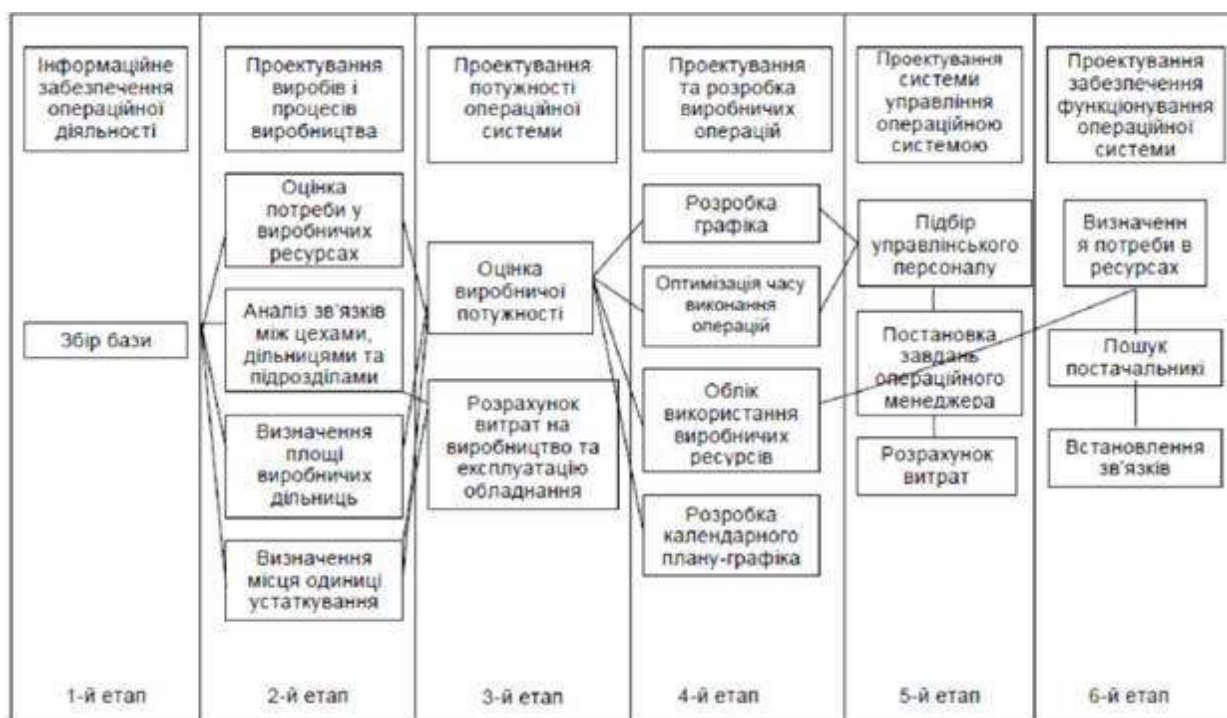 Інформаційне
забезпечення
операційної
діяльності
Проектування
виробів і
процесів
виробництва
Проектування
потужності
операційної
системи
Проектування
та розробка
виробничих
операцій
Проектування
системи
управління
операційною
системою
Проектування
забезпечення
функціонування
операційної
системи
Збір бази
Оцінка
потреби у
виробничих
ресурсах
Аналіз зв'язків
між цехами,
дільницями та
підрозділами
Визначення
площі
виробничих
дільниць
Визначення
місця одиниці
устаткування
Оцінка
виробничої
потужності
Розрахунок
витрат на
виробництво та
експлуатацію
обладнання
Розробка
графіка
Оптимізація часу
виконання
операцій
Облік
використання
виробничих
ресурсів
Розробка
календарного
плану-графіка
Підбір
управлінського
персоналу
Постановка
завдань
операційного
менеджера
Розрахунок
витрат
Визначенн
я потреби в
ресурсах
Пошук
постачальникі
Встановлення
зв'язків
1-й етап
2-й етап
3-й етап
4-й етап
5-й етап
6-й етап